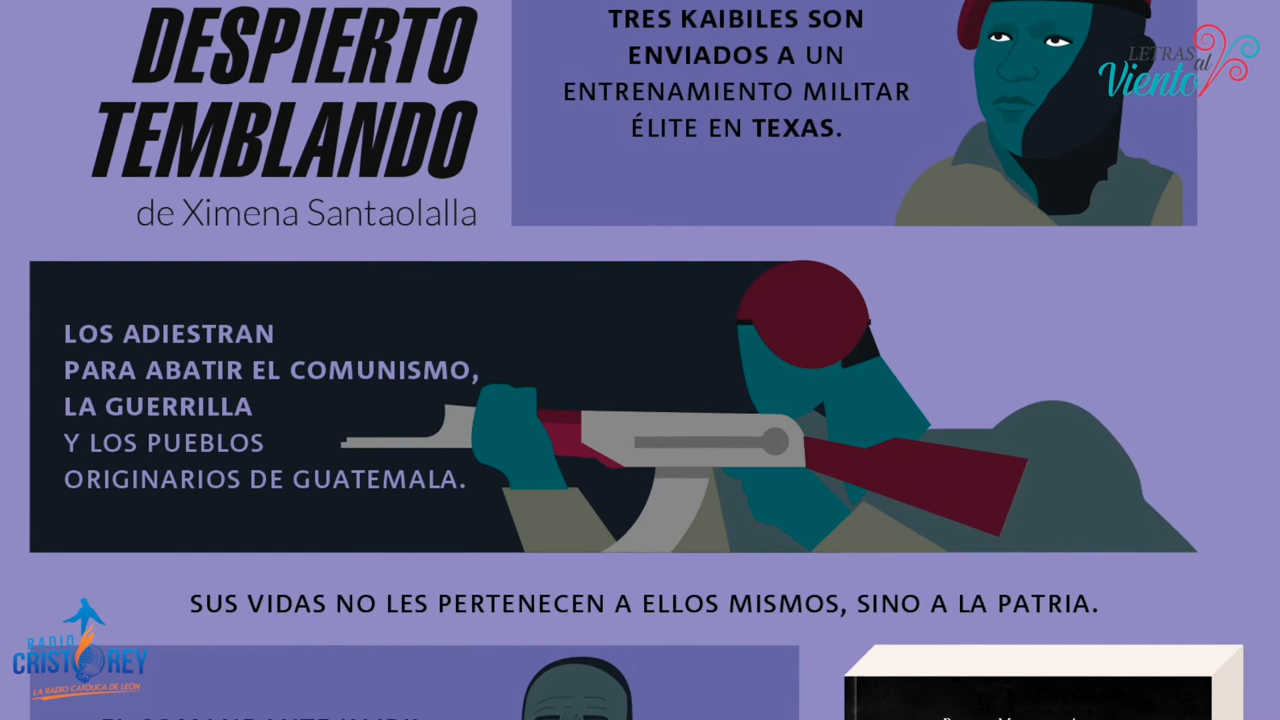 DESPIERTO
TEMBLANDO
de Ximena Santaolalla
TRES KAIBILES SON
ENVIADOS A UN
ENTRENAMIENTO MILITAR
ÉLITE EN TEXAS.
LETRAS al
Viento
LOS ADIESTRAN
PARA ABATIR EL COMUNISMO,
LA GUERRILLA
Y LOS PUEBLOS
ORIGINARIOS DE GUATEMALA.
SUS VIDAS NO LES PERTENECEN A ELLOS MISMOS, SINO A LA PATRIA.
RADIO
CRISTO REY
LA RADIO CATÓLICA DE LEÓN